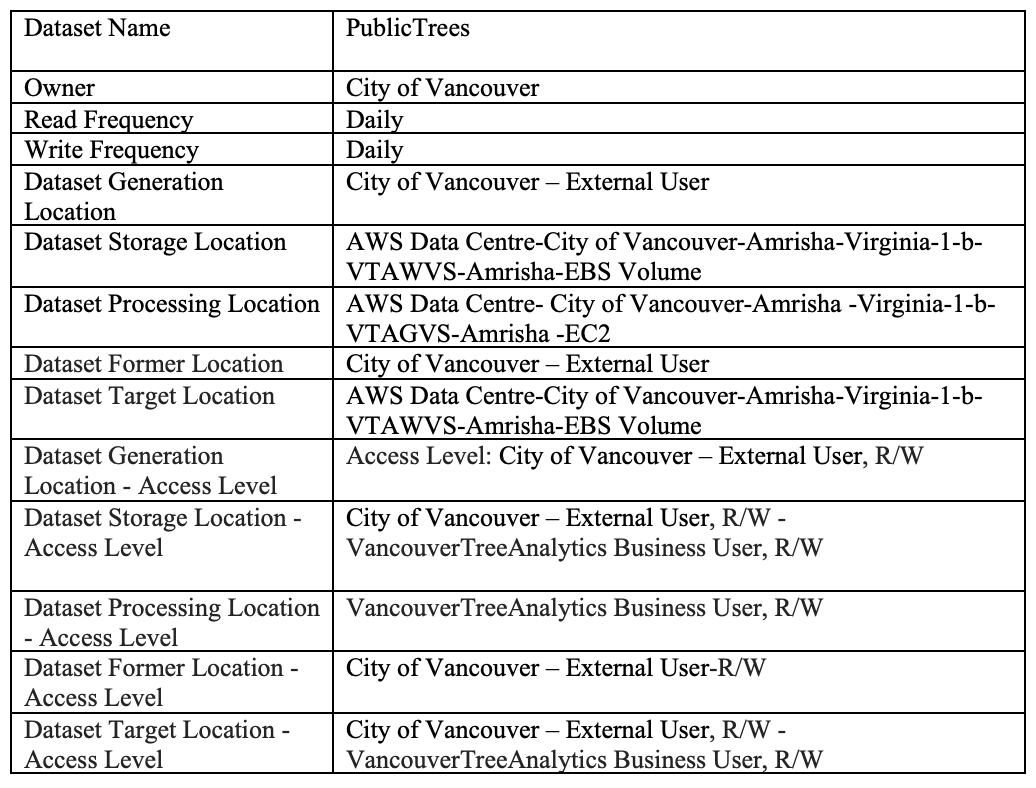 Dataset Name PublicTrees
Owner City of Vancouver
Read Frequency Daily
Write Frequency Daily
Dataset Generation City of Vancouver – External User
Location
Dataset Storage Location AWS Data Centre-City of Vancouver-Amrisha-Virginia-1-b-
VTAWVS-Amrisha-EBS Volume
Dataset Processing Location AWS Data Centre- City of Vancouver-Amrisha -Virginia-1-b-
VTAGVS-Amrisha -EC2
Dataset Former Location City of Vancouver – External User
Dataset Target Location AWS Data Centre-City of Vancouver-Amrisha-Virginia-1-b-
VTAWVS-Amrisha-EBS Volume
Dataset Generation Access Level: City of Vancouver – External User, R/W
Location - Access Level
Dataset Storage Location - City of Vancouver – External User, R/W -
Access Level VancouverTreeAnalytics Business User, R/W
Dataset Processing Location VancouverTreeAnalytics Business User, R/W
- Access Level
Dataset Former Location - City of Vancouver – External User-R/W
Access Level
Dataset Target Location - City of Vancouver – External User, R/W -
Access Level VancouverTreeAnalytics Business User, R/W